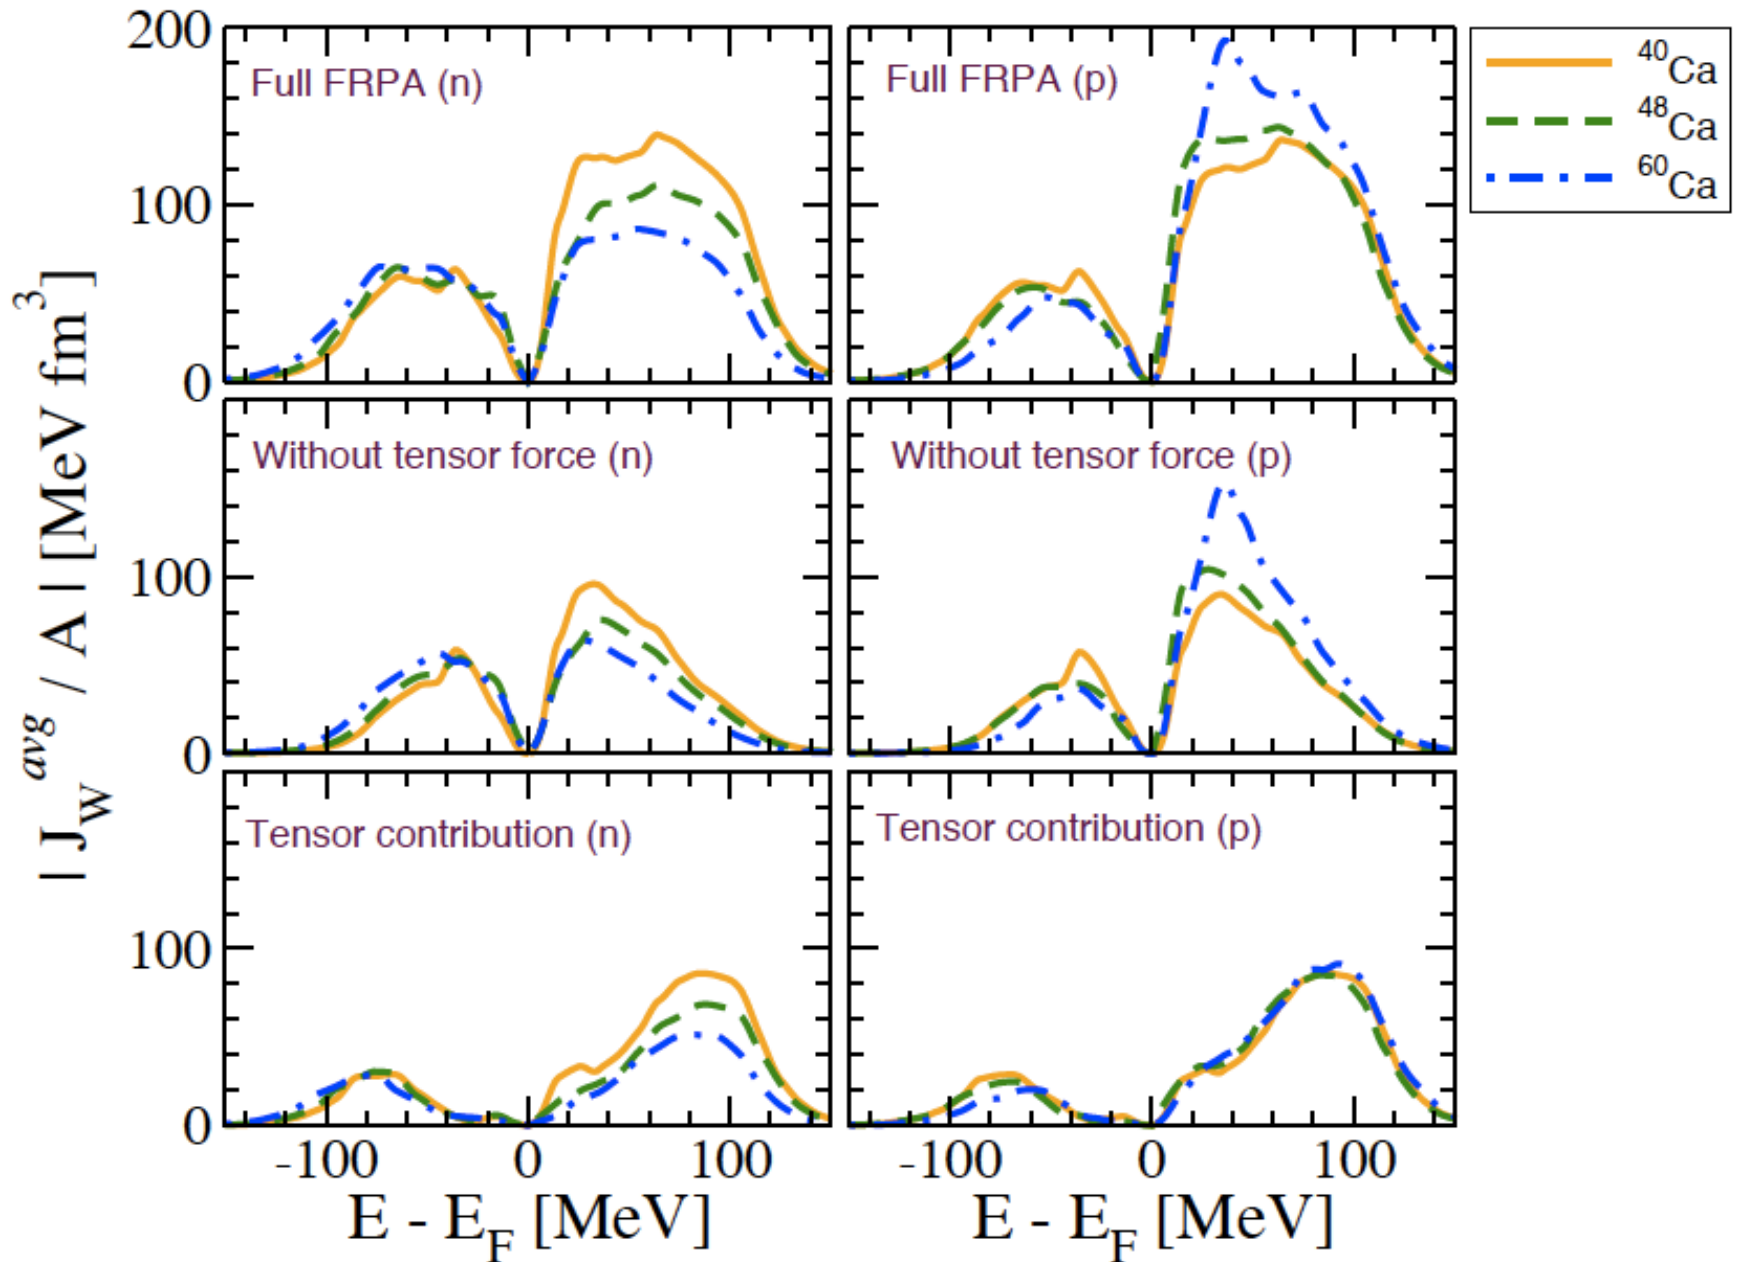 200
Full FRPA (n)
Full FRPA (p)
40Ca
48Ca
60Ca
100
0
Without tensor force (n)
Without tensor force (p)
100
0
Tensor contribution (n)
Tensor contribution (p)
100
0
| J_W^avg / A | [MeV fm^3]
-100 0 100
-100 0 100
E - E_F [MeV]
E - E_F [MeV]